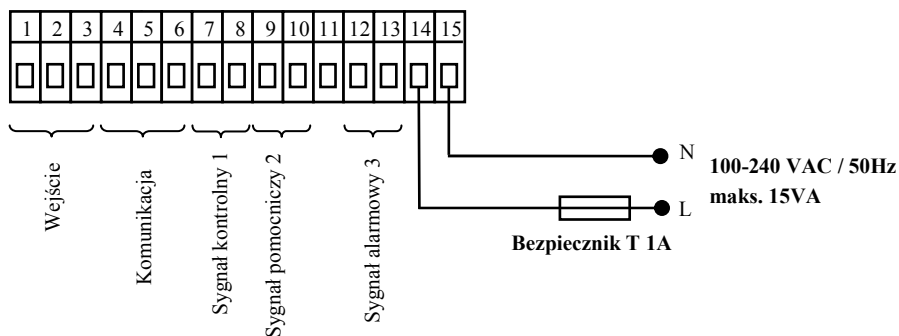 1 2 3 4 5 6 7 8 9 10 11 12 13 14 15
N
100-240 VAC / 50Hz
maks. 15VA
L
Bezpiecznik T 1A
Wejście
Komunikacja
Sygnał kontrolny 1
Sygnał pomocniczy 2
Sygnał alarmowy 3